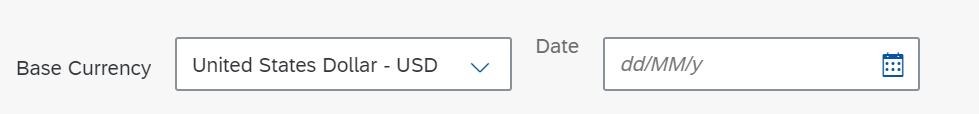 Base Currency
United States Dollar - USD
Date
dd/MM/y